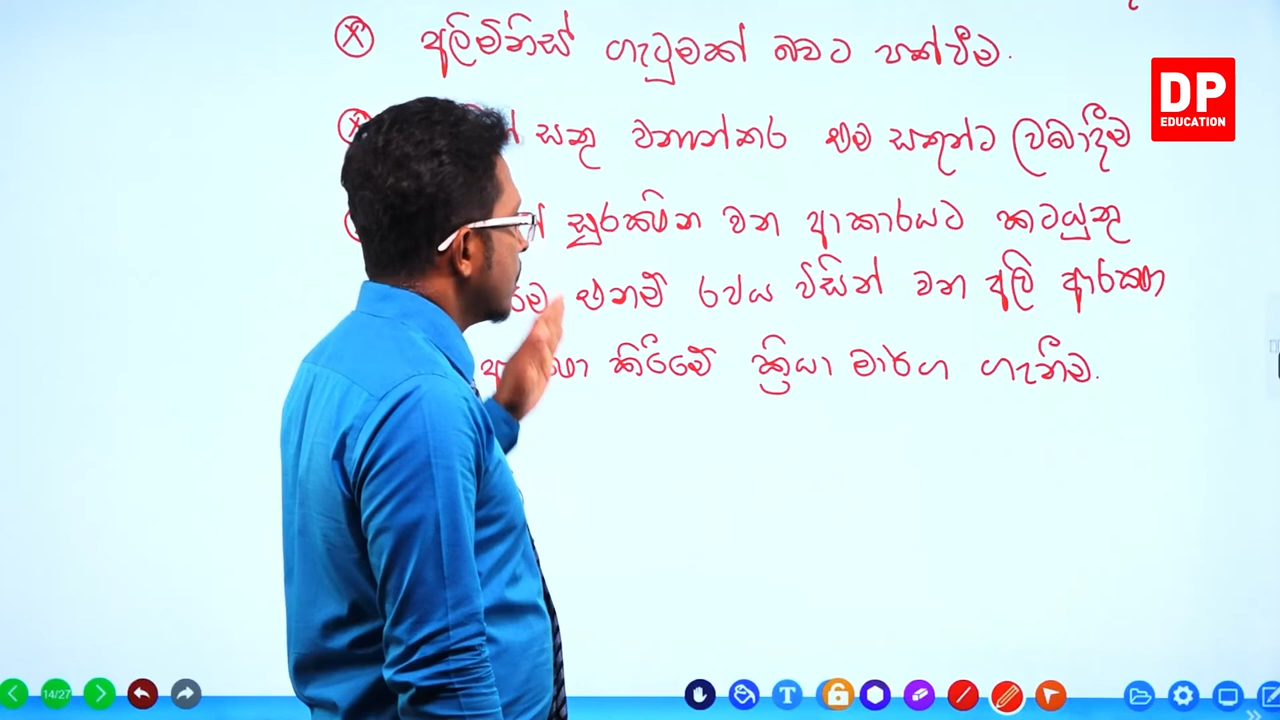 අලිමිනිස් ගැටුමක් බවට පත්වීම.
DP
EDUCATION
සතු වනාන්තර එම සතුන්ට ලබාදීම
සුරක්ෂිත වන ආකාරයට කටයුතු
එනම් රජය විසින් වන අලි ආරක්ෂා
කිරීමේ ක්‍රියා මාර්ග ගැනීම.
14/27